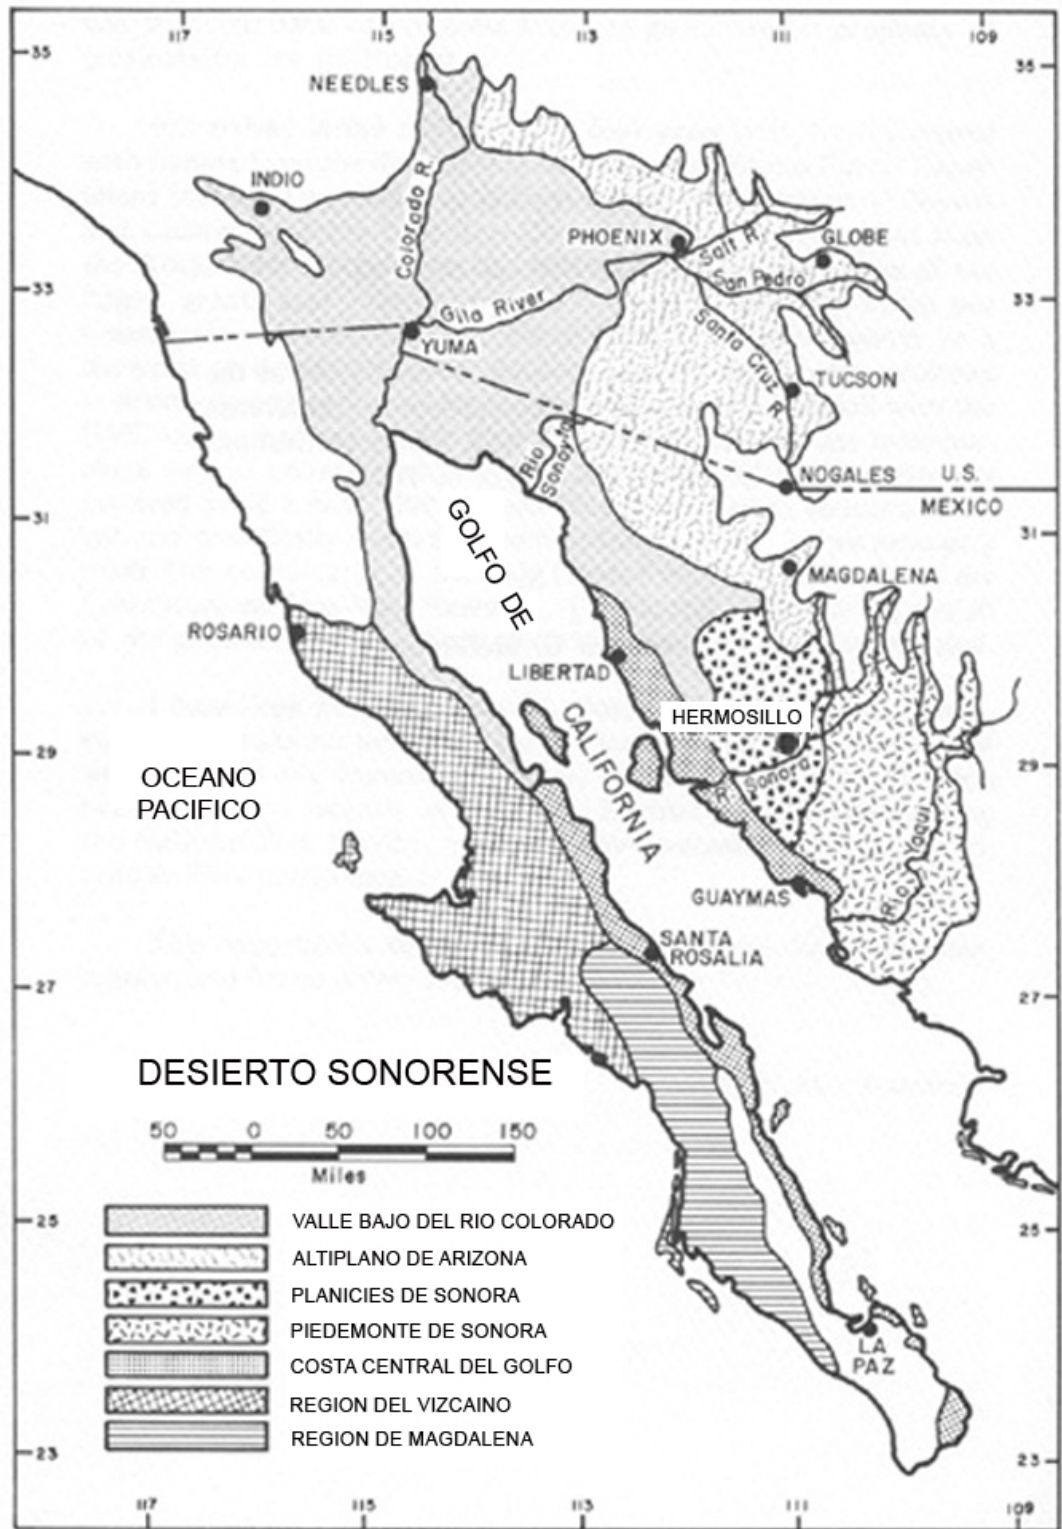 117
115
113
111
109
35
35
NEEDLES
INDIO
Colorado R.
PHOENIX
Salt R.
GLOBE
San Pedro
33
33
Gila River
YUMA
Santa Cruz R.
TUCSON
Rio
Sonoyta
NOGALES
U.S.
MEXICO
31
31
GOLFO DE
CALIFORNIA
MAGDALENA
ROSARIO
LIBERTAD
HERMOSILLO
29
29
R. Sonora
OCEANO
PACIFICO
Rio Yaqui
GUAYMAS
SANTA
ROSALIA
27
27
DESIERTO SONORENSE
50 0 50 100 150
Miles
25
25
VALLE BAJO DEL RIO COLORADO
ALTIPLANO DE ARIZONA
PLANICIES DE SONORA
PIEDEMONTE DE SONORA
COSTA CENTRAL DEL GOLFO
REGION DEL VIZCAINO
REGION DE MAGDALENA
LA
PAZ
23
23
117
115
113
111
109